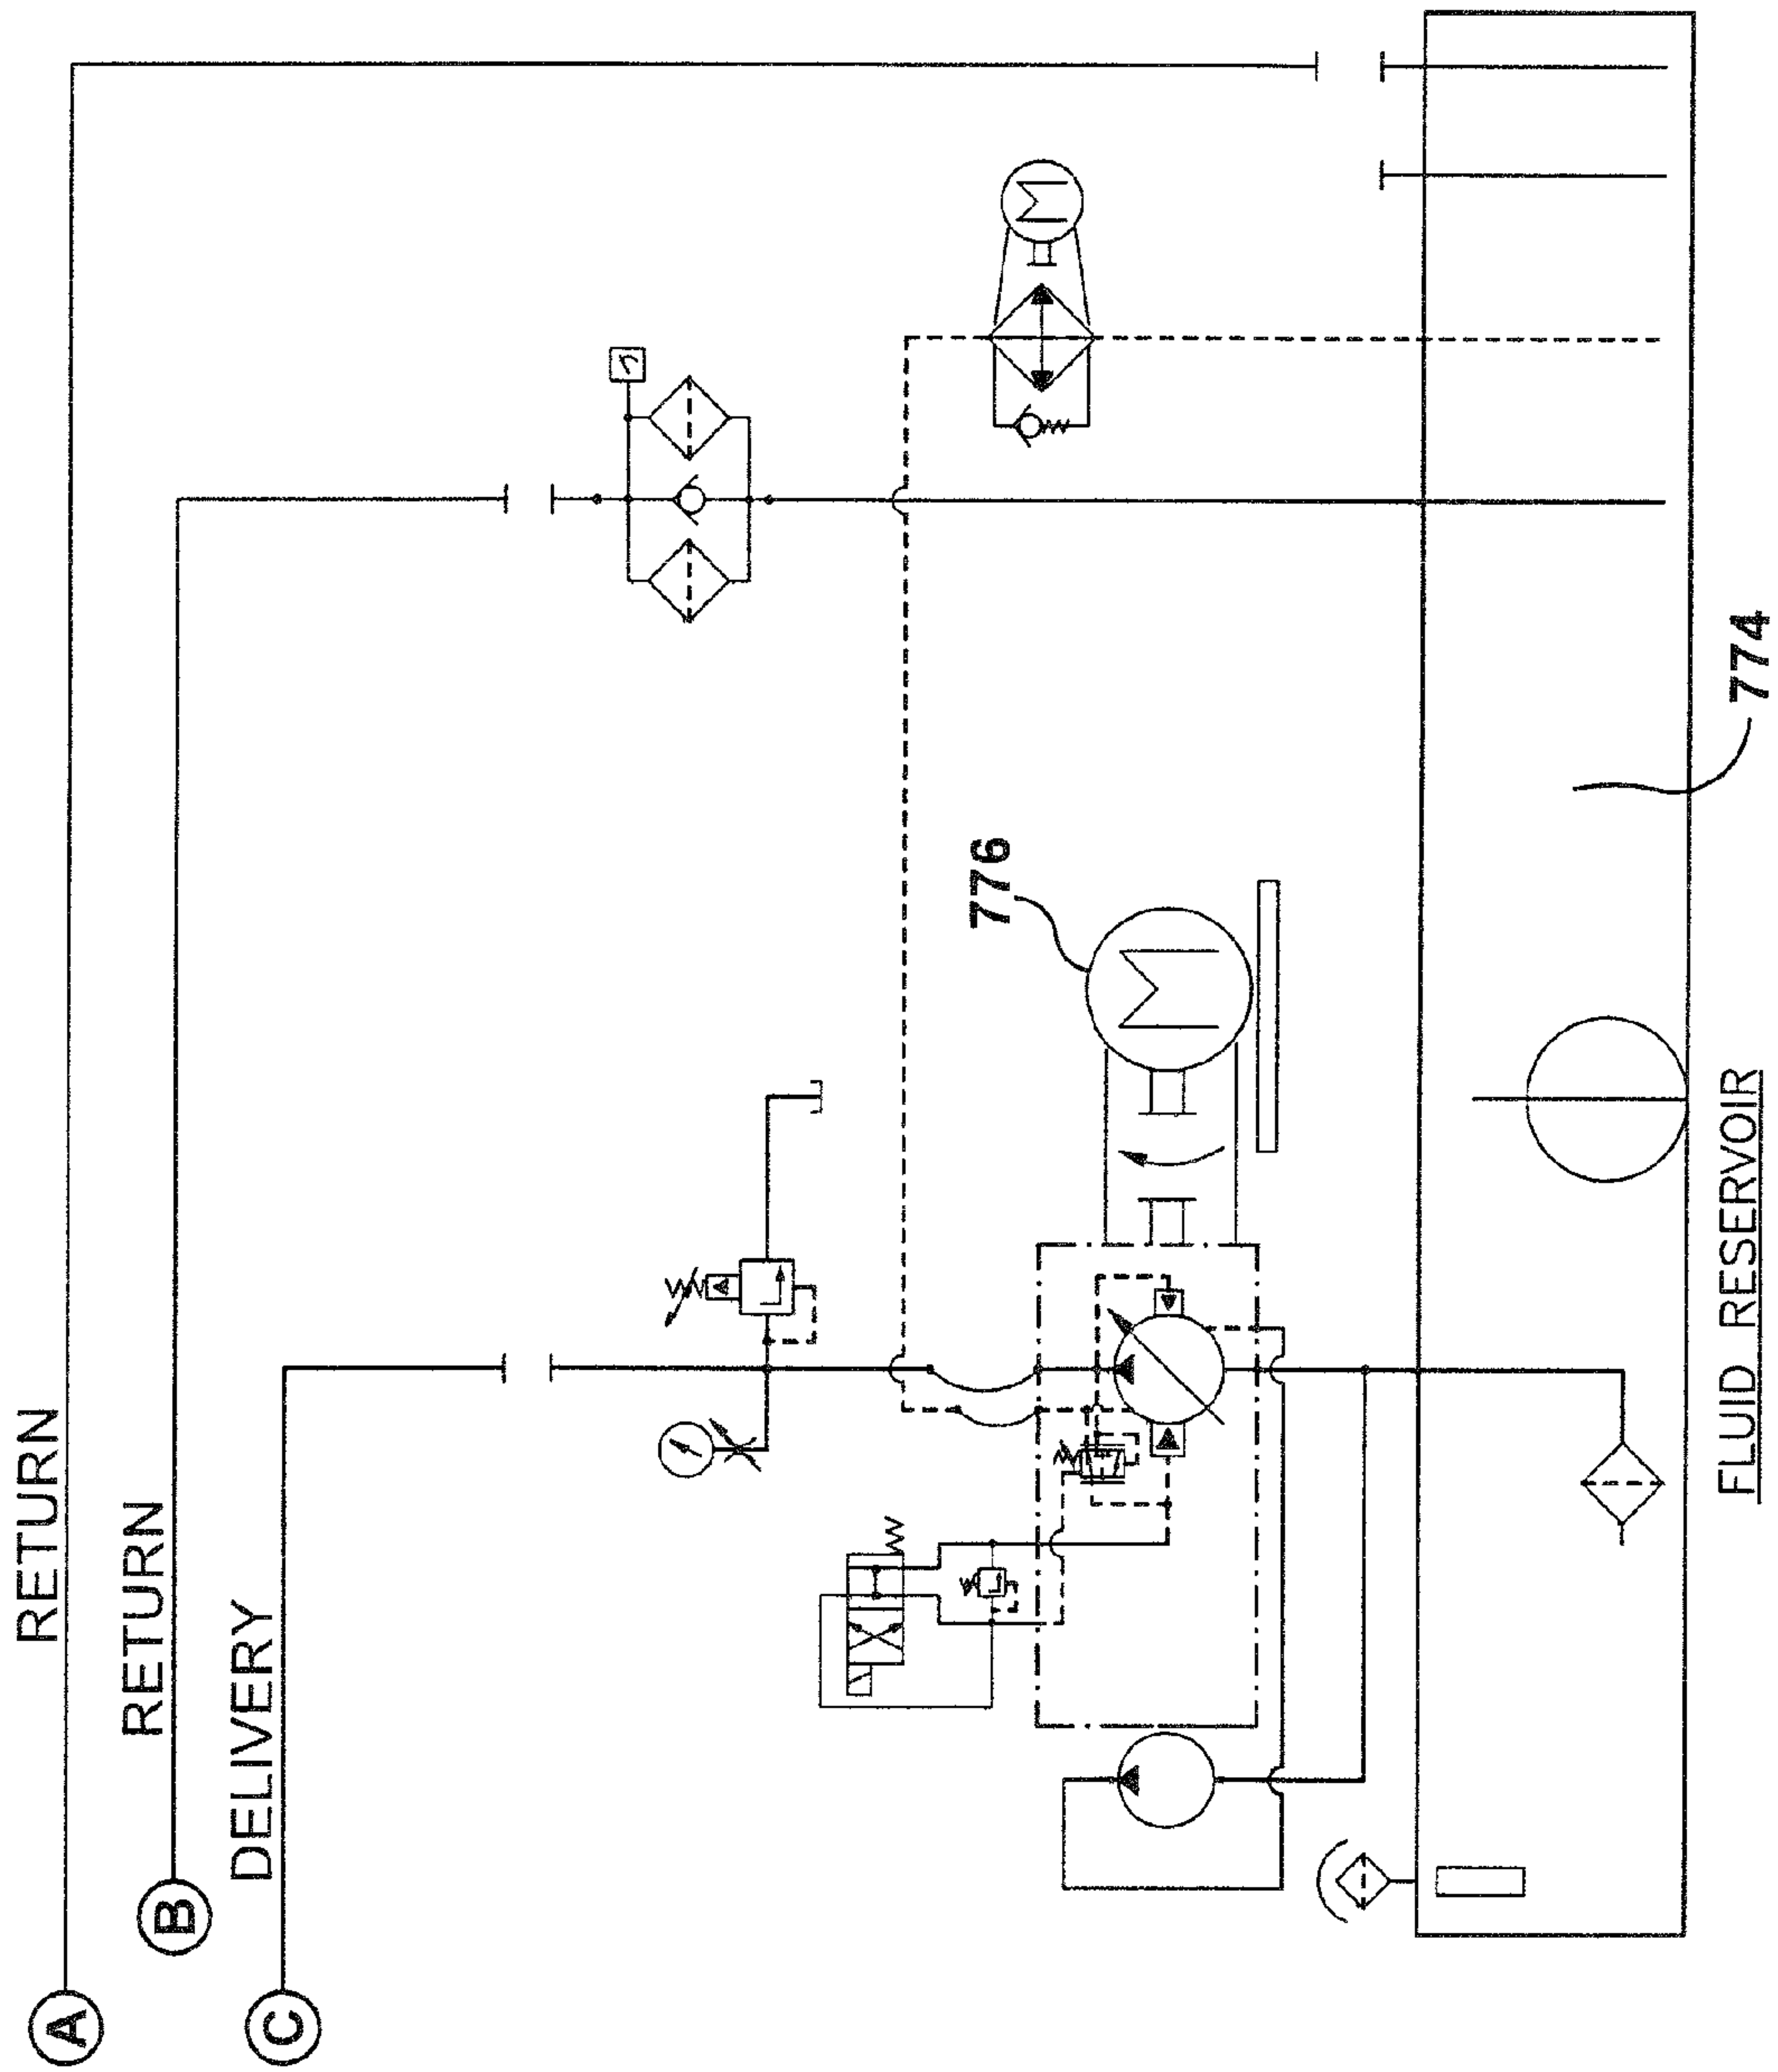 A
RETURN
B
RETURN
C
DELIVERY
M
776
M
774
FLUID RESERVOIR